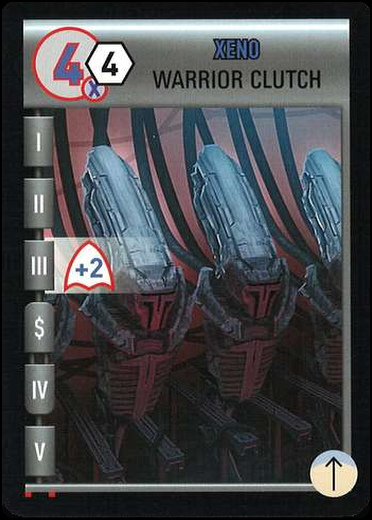 4 4
X
XENO
WARRIOR CLUTCH
I
II
III +2
$
IV
V